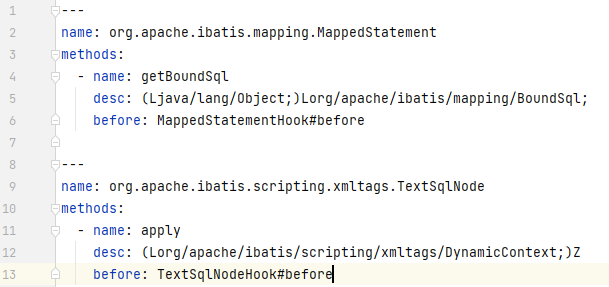 1 ---
2 name: org.apache.ibatis.mapping.MappedStatement
3 methods:
4   - name: getBoundSql
5     desc: (Ljava/lang/Object;)Lorg/apache/ibatis/mapping/BoundSql;
6     before: MappedStatementHook#before
7
8 ---
9 name: org.apache.ibatis.scripting.xmltags.TextSqlNode
10 methods:
11   - name: apply
12     desc: (Lorg/apache/ibatis/scripting/xmltags/DynamicContext;)Z
13     before: TextSqlNodeHook#before